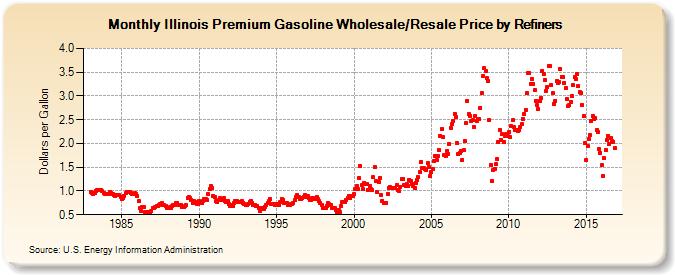 Monthly Illinois Premium Gasoline Wholesale/Resale Price by Refiners
Dollars per Gallon
4.0
3.5
3.0
2.5
2.0
1.5
1.0
0.5
1985 1990 1995 2000 2005 2010 2015
Source: U.S. Energy Information Administration